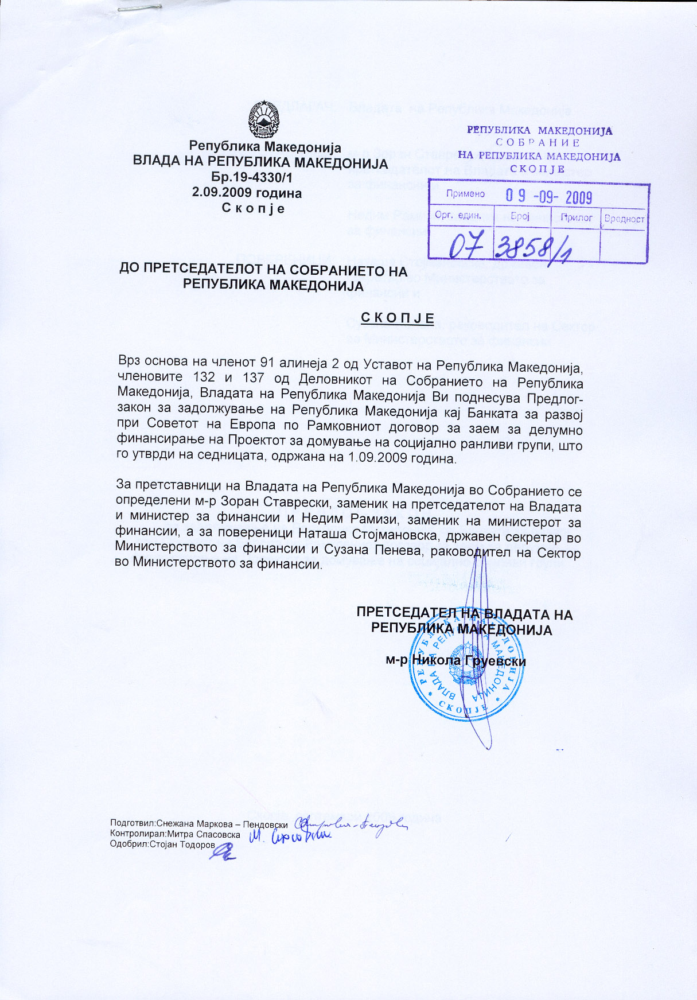 Република Македонија
ВЛАДА НА РЕПУБЛИКА МАКЕДОНИЈА
Бр.19-4330/1
2.09.2009 година
С к о п ј е
РЕПУБЛИКА МАКЕДОНИЈА
СОБРАНИЕ
НА РЕПУБЛИКА МАКЕДОНИЈА
СКОПЈЕ
Примено 09-09-2009
Орг. един. Број Прилог Вредност
07 3858/1
ДО ПРЕТСЕДАТЕЛОТ НА СОБРАНИЕТО НА
РЕПУБЛИКА МАКЕДОНИЈА
С К О П Ј Е
Врз основа на членот 91 алинеја 2 од Уставот на Република Македонија,
членовите 132 и 137 од Деловникот на Собранието на Република
Македонија, Владата на Република Македонија Ви поднесува Предлог-
закон за задолжување на Република Македонија кај Банката за развој
при Советот на Европа по Рамковниот договор за заем за делумно
финансирање на Проектот за домување на социјално ранливи групи, што
го утврди на седницата, одржана на 1.09.2009 година.
За претставници на Владата на Република Македонија во Собранието се
определени м-р Зоран Ставрески, заменик на претседателот на Владата
и министер за финансии и Недим Рамизи, заменик на министерот за
финансии, а за повереници Наташа Стојмановска, државен секретар во
Министерството за финансии и Сузана Пенева, раководител на Сектор
во Министерството за финансии.
ПРЕТСЕДАТЕЛ НА ВЛАДАТА НА
РЕПУБЛИКА МАКЕДОНИЈА
м-р Никола Груевски
РЕПУБЛИКА МАКЕДОНИЈА
ВЛАДА НА РЕПУБЛИКА МАКЕДОНИЈА
* СКОПЈЕ *
Подготвил:Снежана Маркова – Пендовски
Контролирал:Митра Спасовска
Одобрил:Стојан Тодоров